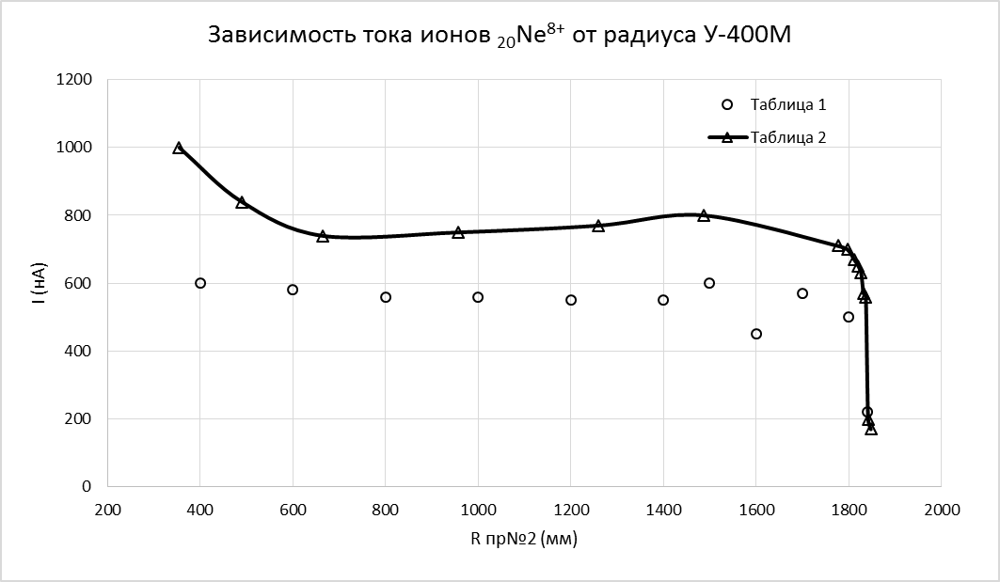 Зависимость тока ионов ₂₀Ne⁸⁺ от радиуса У-400М
1200
1000
800
600
400
200
0
I (нА)
Таблица 1
Таблица 2
200 400 600 800 1000 1200 1400 1600 1800 2000
R пр№2 (мм)